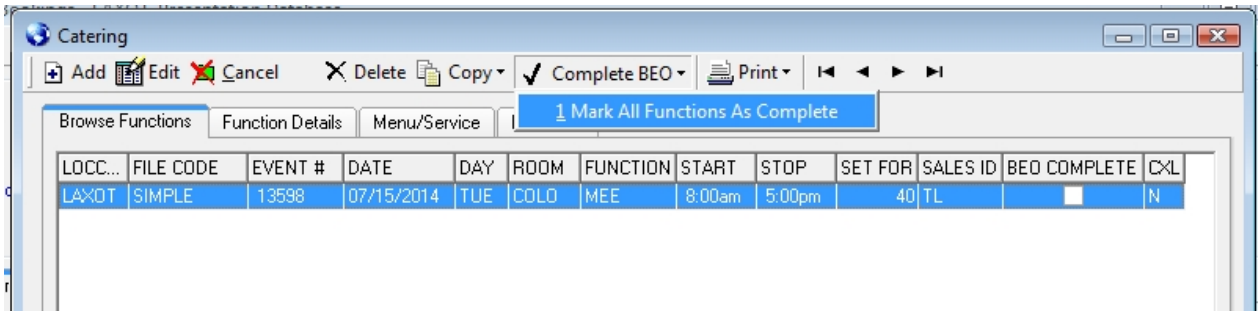 Catering
Add Edit Cancel Delete Copy Complete BEO Print
1 Mark All Functions As Complete
Browse Functions Function Details Menu/Service
LOCC... FILE CODE EVENT # DATE DAY ROOM FUNCTION START STOP SET FOR SALES ID BEO COMPLETE CXL
LAXOT SIMPLE 13598 07/15/2014 TUE COLO MEE 8:00am 5:00pm 40 TL N